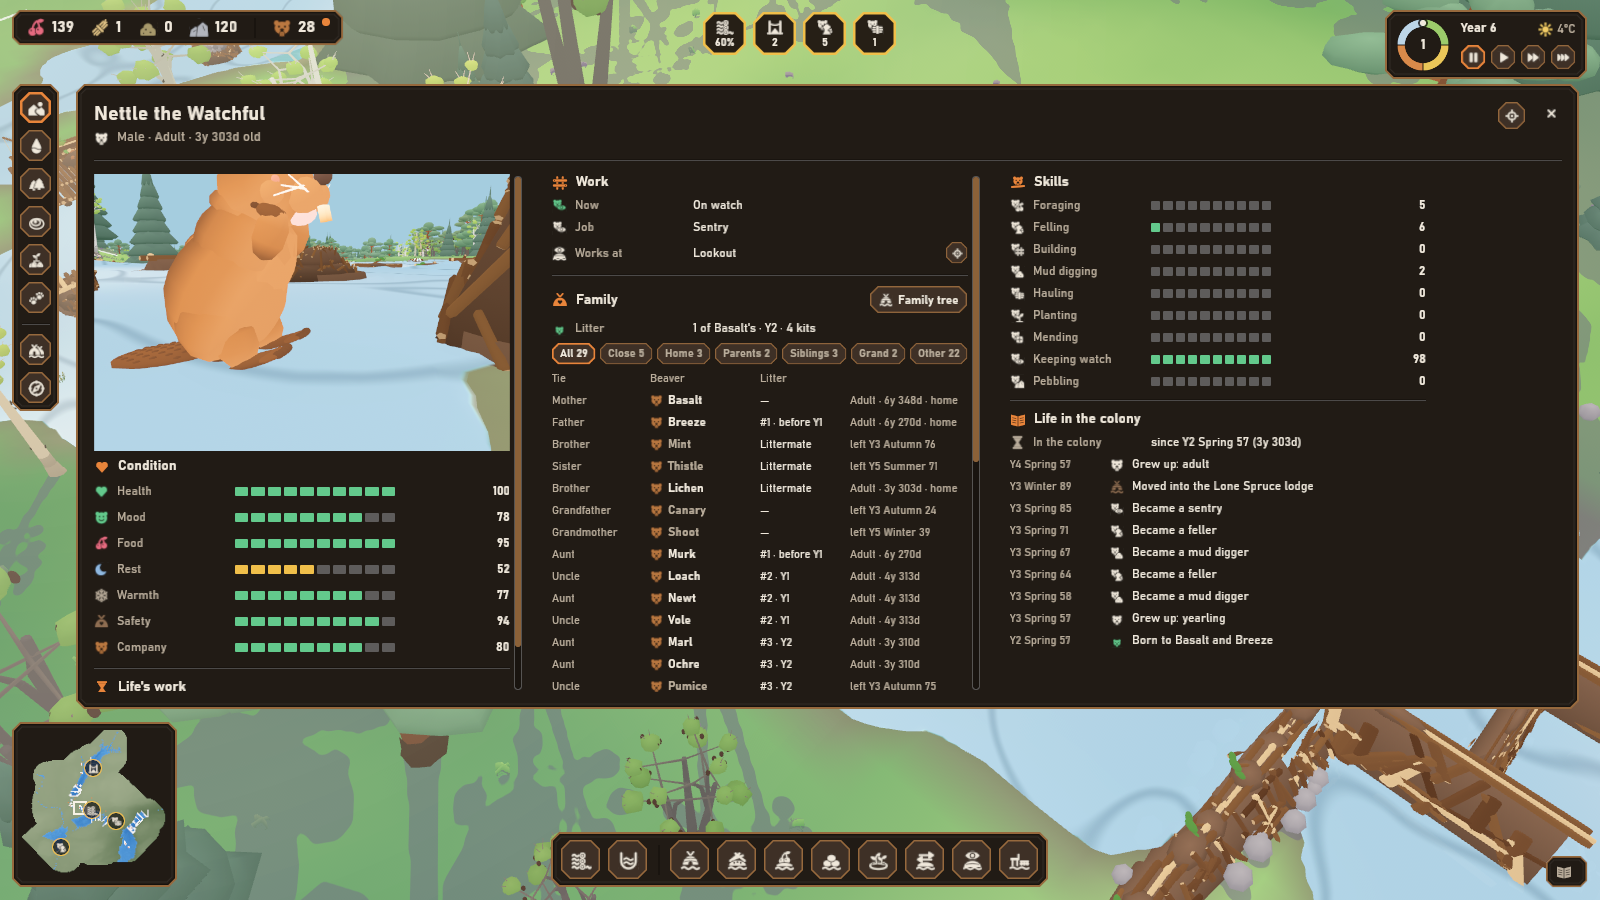 139 1 0 120 28
60% 2 5 1
1 Year 6 4°C
Nettle the Watchful
Male · Adult · 3y 303d old
Condition
Health 100
Mood 78
Food 95
Rest 52
Warmth 77
Safety 94
Company 80
Life's work
Work
Now On watch
Job Sentry
Works at Lookout
Family Family tree
Litter 1 of Basalt's · Y2 · 4 kits
All 29 Close 5 Home 3 Parents 2 Siblings 3 Grand 2 Other 22
Tie Beaver Litter
Mother Basalt — Adult · 6y 348d · home
Father Breeze #1 · before Y1 Adult · 6y 270d · home
Brother Mint Littermate left Y3 Autumn 76
Sister Thistle Littermate left Y5 Summer 71
Brother Lichen Littermate Adult · 3y 303d · home
Grandfather Canary — left Y3 Autumn 24
Grandmother Shoot — left Y5 Winter 39
Aunt Murk #1 · before Y1 Adult · 6y 270d
Uncle Loach #2 · Y1 Adult · 4y 313d
Aunt Newt #2 · Y1 Adult · 4y 313d
Uncle Vole #2 · Y1 Adult · 4y 313d
Aunt Marl #3 · Y2 Adult · 3y 310d
Aunt Ochre #3 · Y2 Adult · 3y 310d
Uncle Pumice #3 · Y2 left Y3 Autumn 75
Skills
Foraging 5
Felling 6
Building 0
Mud digging 2
Hauling 0
Planting 0
Mending 0
Keeping watch 98
Pebbling 0
Life in the colony
In the colony since Y2 Spring 57 (3y 303d)
Y4 Spring 57 Grew up: adult
Y3 Winter 89 Moved into the Lone Spruce lodge
Y3 Spring 85 Became a sentry
Y3 Spring 71 Became a feller
Y3 Spring 67 Became a mud digger
Y3 Spring 64 Became a feller
Y3 Spring 58 Became a mud digger
Y3 Spring 57 Grew up: yearling
Y2 Spring 57 Born to Basalt and Breeze